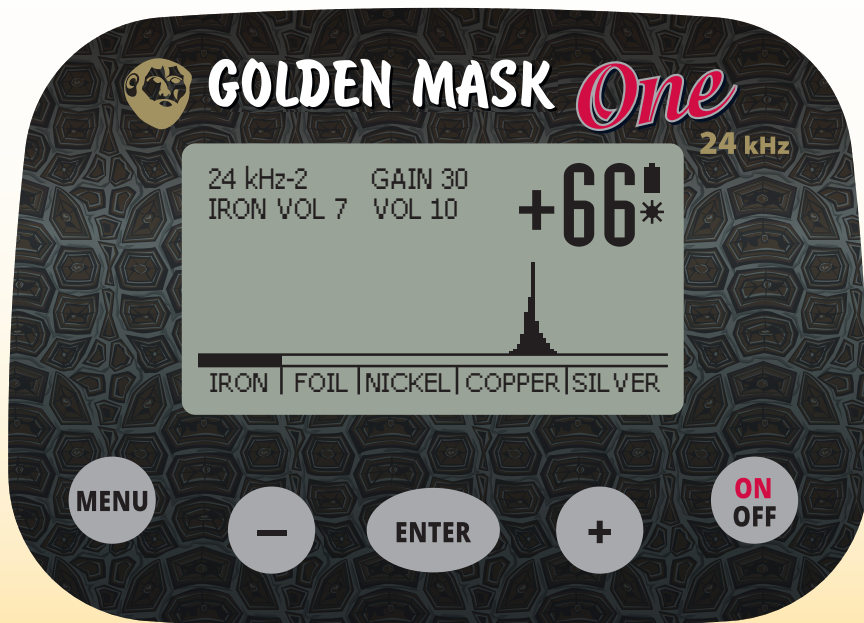 GOLDEN MASK One
24 kHz
24 kHz-2 GAIN 30
IRON VOL 7 VOL 10
+66
IRON FOIL NICKEL COPPER SILVER
MENU
−
ENTER
+
ON
OFF